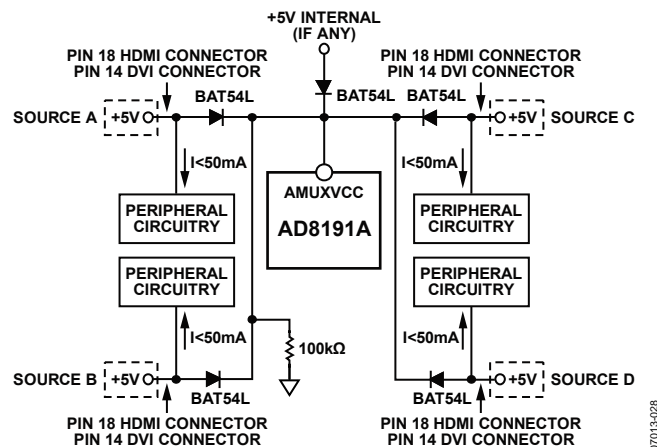 +5V INTERNAL
(IF ANY)
PIN 18 HDMI CONNECTOR
PIN 14 DVI CONNECTOR
PIN 18 HDMI CONNECTOR
PIN 14 DVI CONNECTOR
BAT54L
BAT54L
BAT54L
SOURCE A
+5V
+5V
SOURCE C
I<50mA
I<50mA
PERIPHERAL
CIRCUITRY
AMUXVCC
AD8191A
PERIPHERAL
CIRCUITRY
PERIPHERAL
CIRCUITRY
PERIPHERAL
CIRCUITRY
I<50mA
100kΩ
I<50mA
SOURCE B
+5V
BAT54L
BAT54L
+5V
SOURCE D
PIN 18 HDMI CONNECTOR
PIN 14 DVI CONNECTOR
PIN 18 HDMI CONNECTOR
PIN 14 DVI CONNECTOR